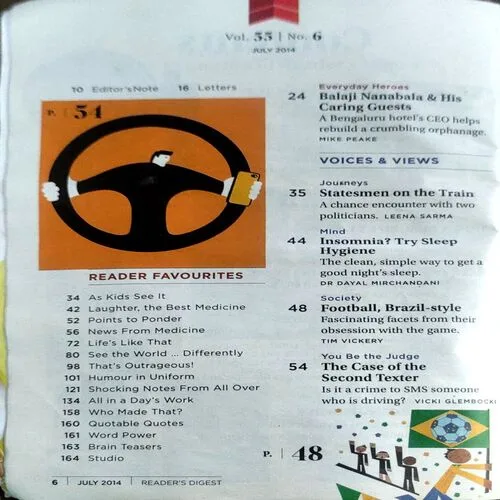 Vol. 55 | No. 6
JULY 2014
10 Editor's Note 16 Letters
P. | 54
READER FAVOURITES
34 As Kids See It
42 Laughter, the Best Medicine
52 Points to Ponder
56 News From Medicine
72 Life's Like That
80 See the World ... Differently
98 That's Outrageous!
101 Humour in Uniform
121 Shocking Notes From All Over
134 All in a Day's Work
158 Who Made That?
160 Quotable Quotes
161 Word Power
163 Brain Teasers
164 Studio
Everyday Heroes
24 Balaji Nanabala & His
Caring Guests
A Bengaluru hotel's CEO helps
rebuild a crumbling orphanage.
MIKE PEAKE
VOICES & VIEWS
Journeys
35 Statesmen on the Train
A chance encounter with two
politicians. LEENA SARMA
Mind
44 Insomnia? Try Sleep
Hygiene
The clean, simple way to get a
good night's sleep.
DR DAYAL MIRCHANDANI
Society
48 Football, Brazil-style
Fascinating facets from their
obsession with the game.
TIM VICKERY
You Be the Judge
54 The Case of the
Second Texter
Is it a crime to SMS someone
who is driving? VICKI GLEMBOCKI
P. | 48
6 | JULY 2014 | READER'S DIGEST